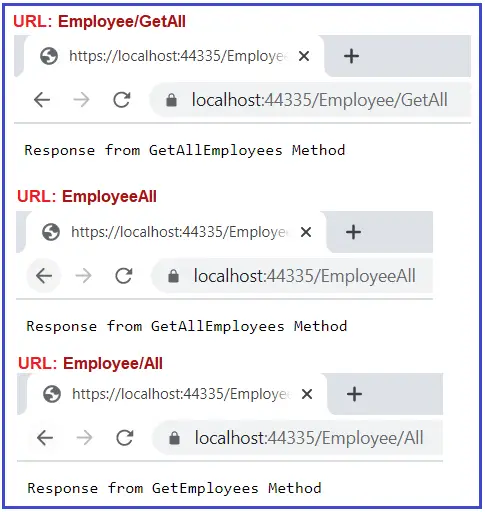 URL: Employee/GetAll
https://localhost:44335/Employe
localhost:44335/Employee/GetAll
Response from GetAllEmployees Method
URL: EmployeeAll
https://localhost:44335/Employe
localhost:44335/EmployeeAll
Response from GetAllEmployees Method
URL: Employee/All
https://localhost:44335/Employe
localhost:44335/Employee/All
Response from GetEmployees Method